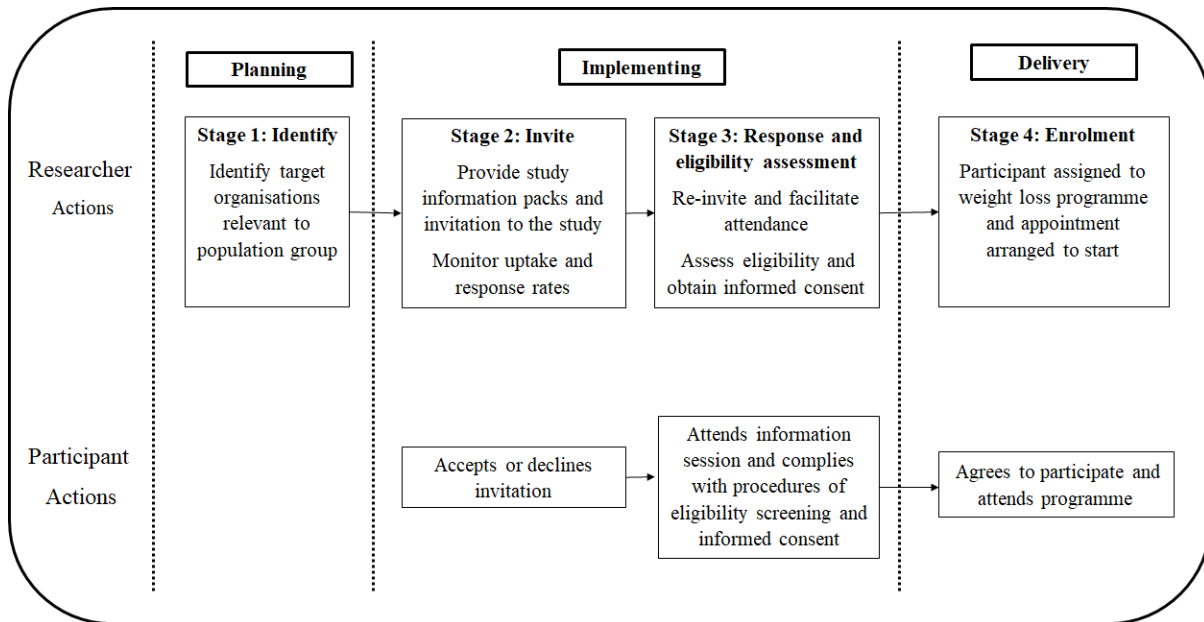 Planning
Implementing
Delivery
Researcher
Actions
Stage 1: Identify
Identify target
organisations
relevant to
population group
Stage 2: Invite
Provide study
information packs and
invitation to the study
Monitor uptake and
response rates
Stage 3: Response and
eligibility assessment
Re-invite and facilitate
attendance
Assess eligibility and
obtain informed consent
Stage 4: Enrolment
Participant assigned to
weight loss programme
and appointment
arranged to start
Participant
Actions
Accepts or declines
invitation
Attends information
session and complies
with procedures of
eligibility screening and
informed consent
Agrees to participate and
attends programme